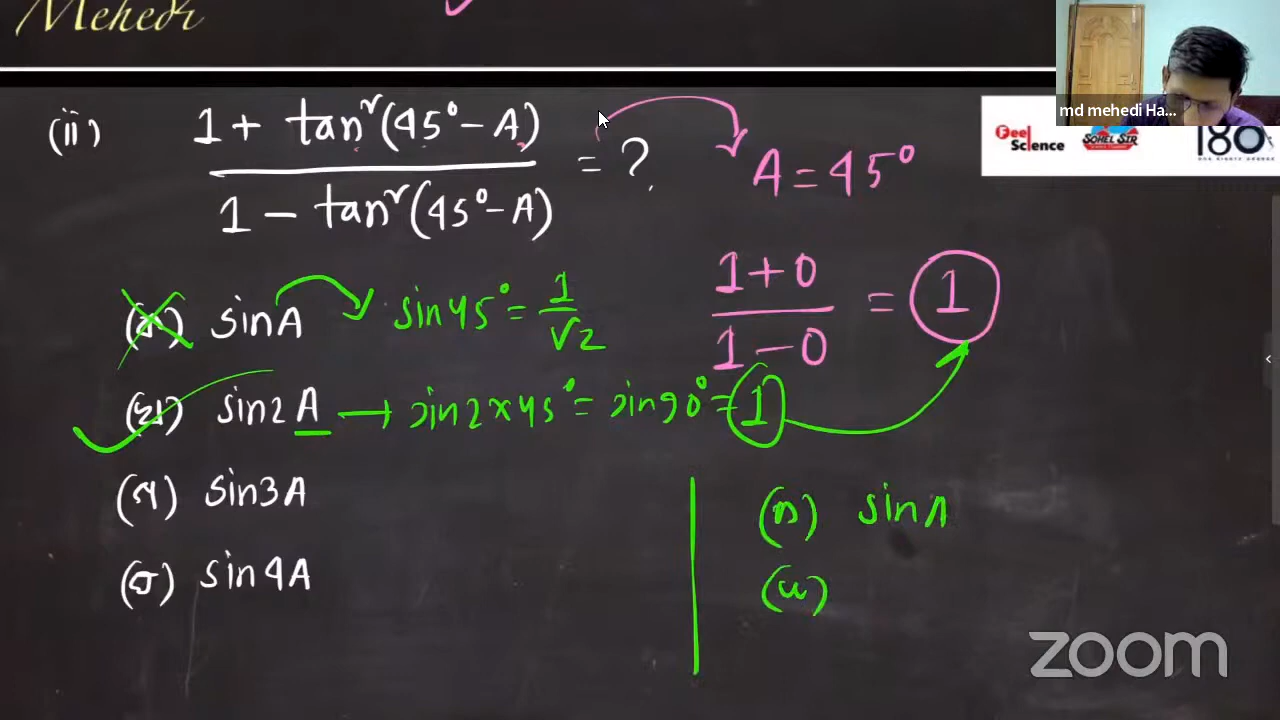 Mehedi
md mehedi Ha...
Feel Science
SOHEL SIR
180
(ii) 1 + tan²(45° - A) / 1 - tan²(45° - A) = ?
A = 45°
1 + 0 / 1 - 0 = 1
(ক) sinA → sin45° = 1/√2
(খ) sin2A → sin2×45° = sin90° = 1
(গ) sin3A
(ঘ) sin4A
(ক) sinA
(খ)
zoom